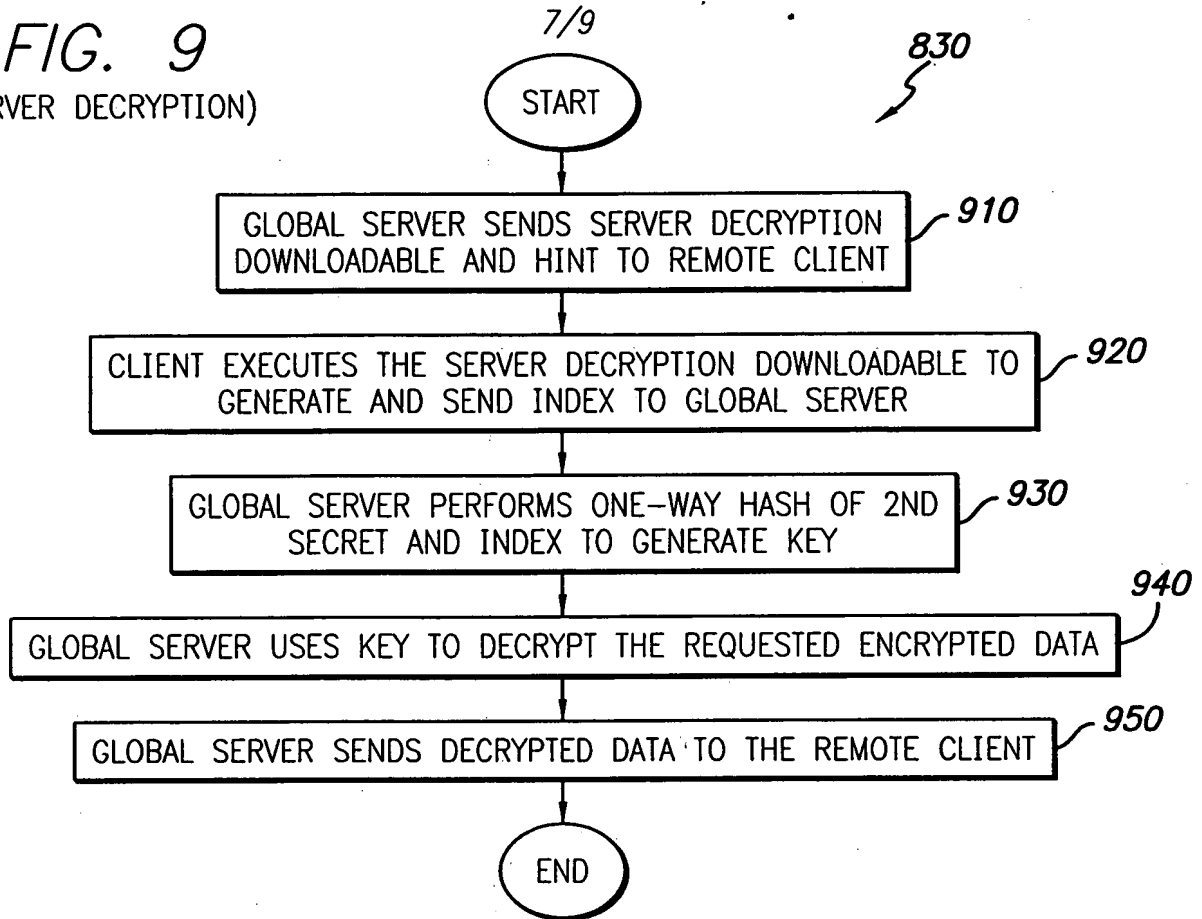 7/9
FIG. 9
RVER DECRYPTION)
830
START
GLOBAL SERVER SENDS SERVER DECRYPTION
DOWNLOADABLE AND HINT TO REMOTE CLIENT
910
CLIENT EXECUTES THE SERVER DECRYPTION DOWNLOADABLE TO
GENERATE AND SEND INDEX TO GLOBAL SERVER
920
GLOBAL SERVER PERFORMS ONE-WAY HASH OF 2ND
SECRET AND INDEX TO GENERATE KEY
930
GLOBAL SERVER USES KEY TO DECRYPT THE REQUESTED ENCRYPTED DATA
940
GLOBAL SERVER SENDS DECRYPTED DATA TO THE REMOTE CLIENT
950
END